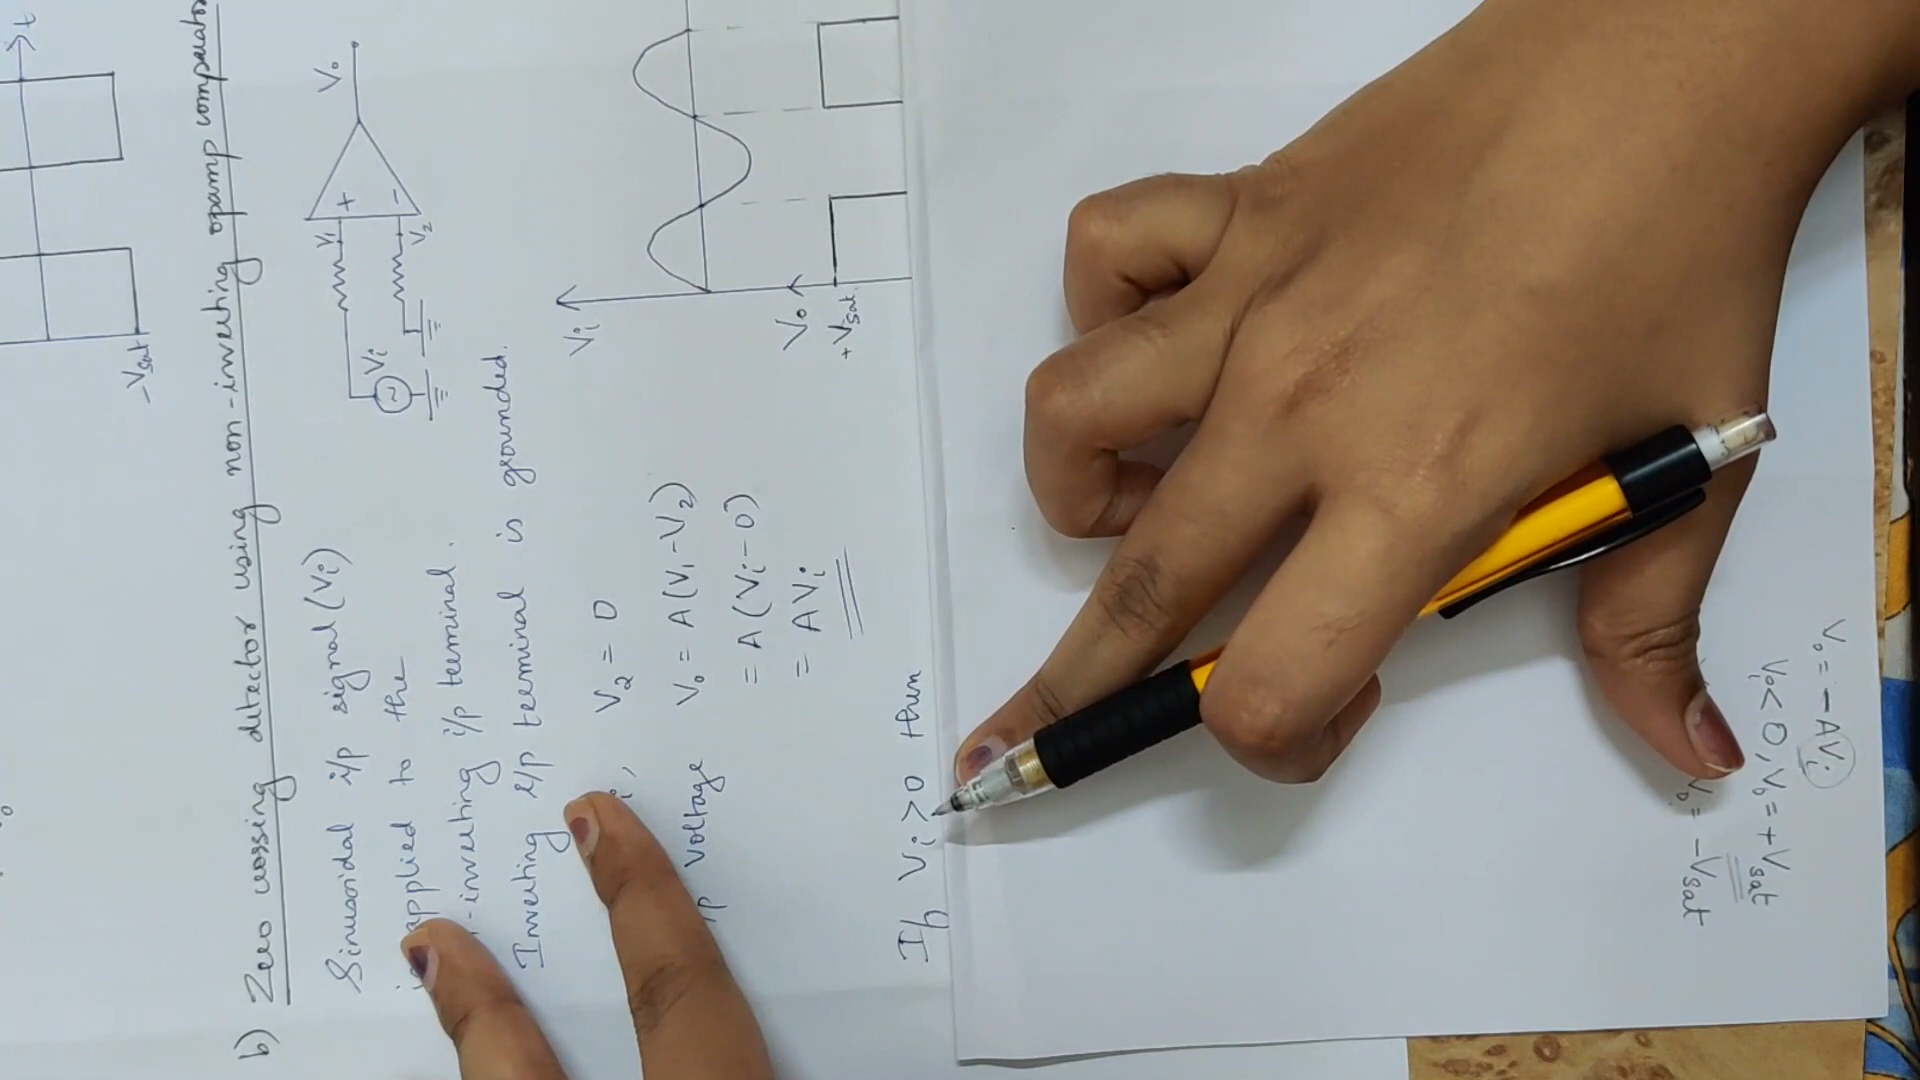 t
-Vsat
b) Zero crossing detector using non-inverting opamp comparator
Sinusoidal i/p signal (Vi)
applied to the
-inverting i/p terminal.
Inverting i/p terminal is grounded.
V1
+
V2
-
Vo
Vi
~
V2 = 0
voltage Vo = A(V1-V2)
= A(Vi-0)
= AVi
Vi
Vo
+Vsat
If Vi > 0 then
Vo = -AVi
Vi < 0, Vo = +Vsat
Vo = -Vsat